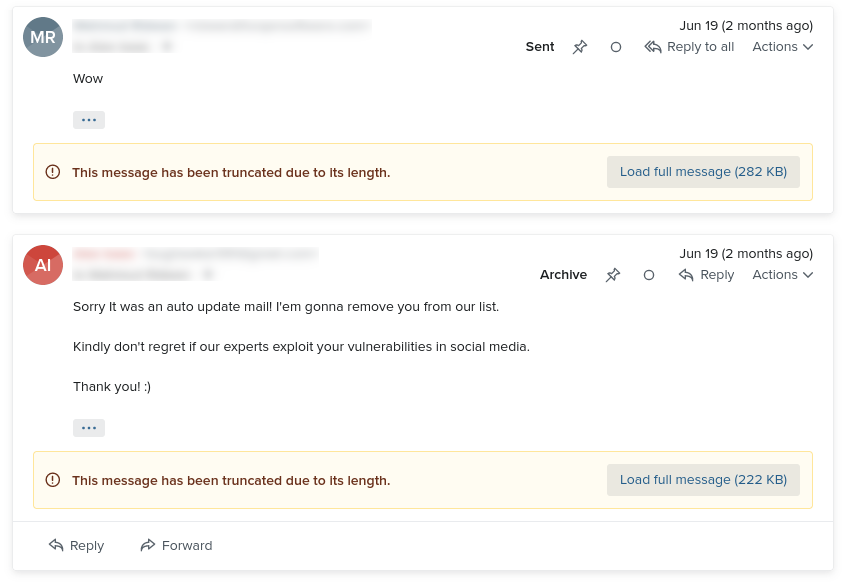 MR
Jun 19 (2 months ago)
Sent
Reply to all
Actions
Wow
This message has been truncated due to its length.
Load full message (282 KB)
AI
Jun 19 (2 months ago)
Archive
Reply
Actions
Sorry It was an auto update mail! I'em gonna remove you from our list.
Kindly don't regret if our experts exploit your vulnerabilities in social media.
Thank you! :)
This message has been truncated due to its length.
Load full message (222 KB)
Reply
Forward